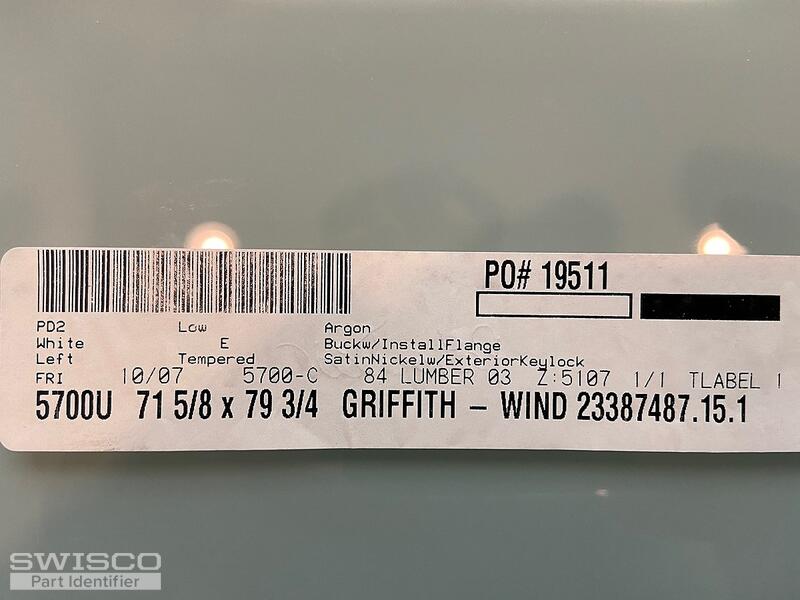 PO# 19511
PD2 Low Argon
White E Buckw/InstallFlange
Left Tempered SatinNickelw/ExteriorKeylock
FRI 10/07 5700-C 84 LUMBER 03 Z:5107 1/1 TLABEL 1
5700U 71 5/8 x 79 3/4 GRIFFITH – WIND 23387487.15.1
SWISCO
Part Identifier